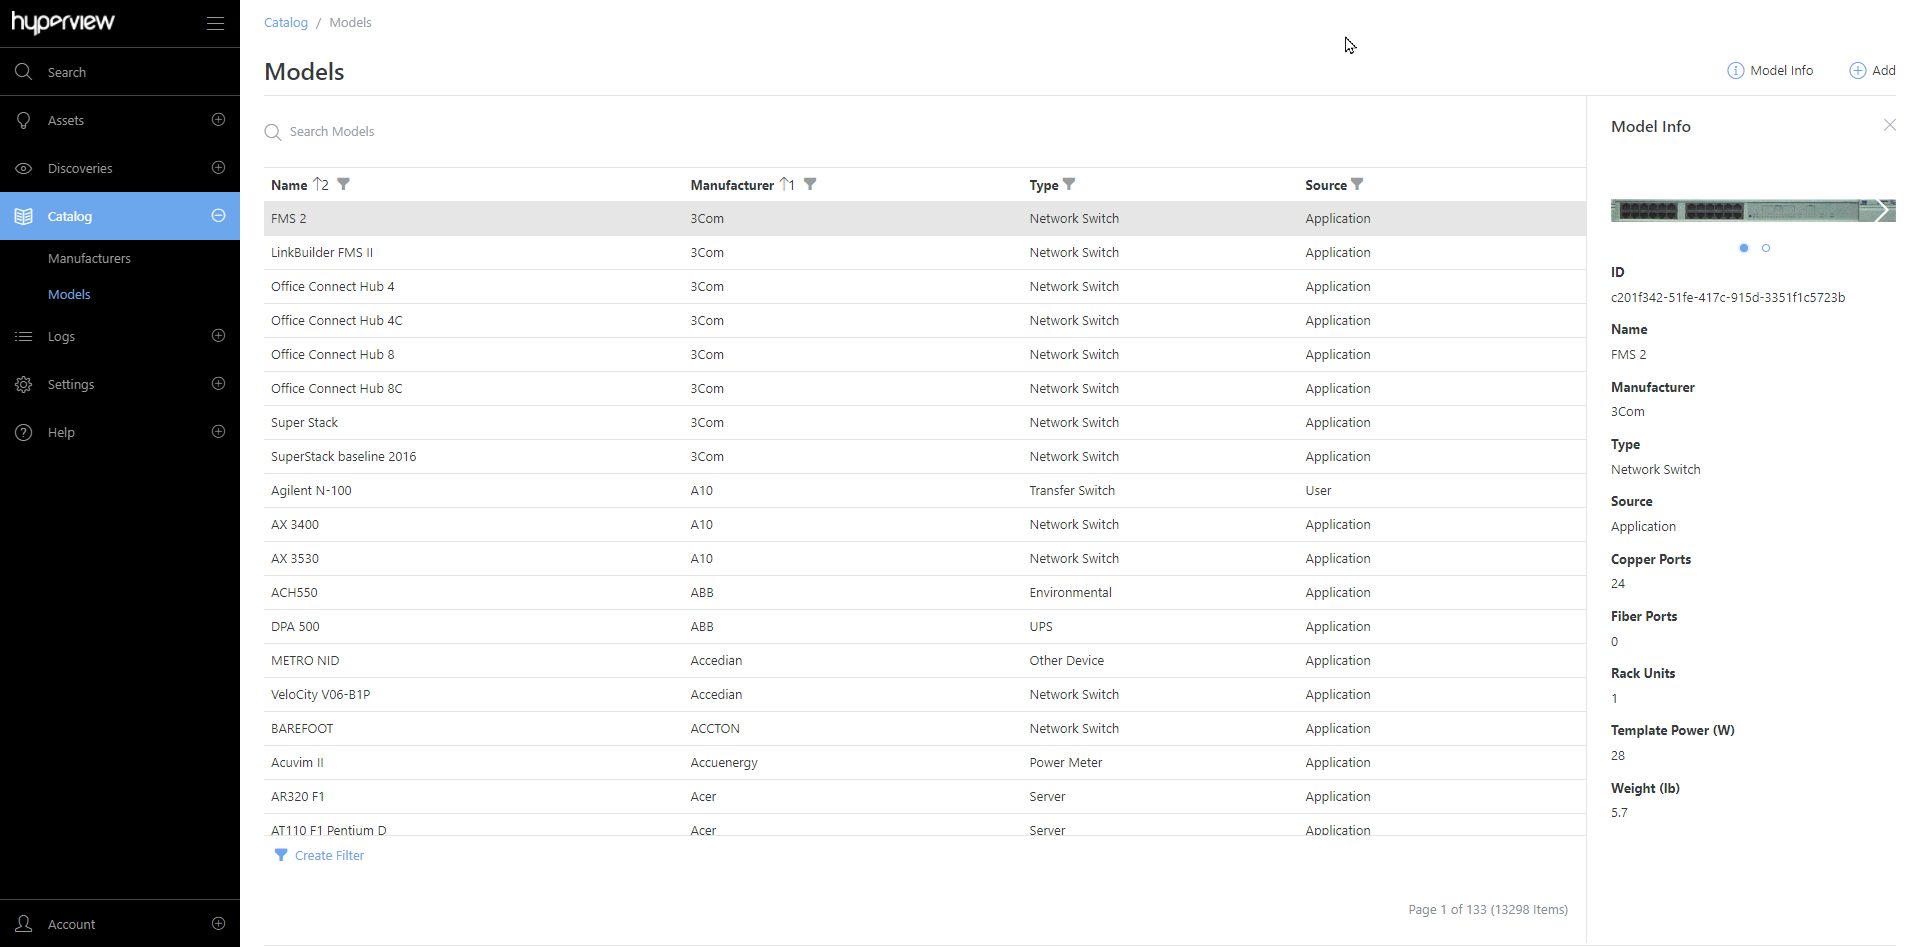 hyperview
Search
Assets
Discoveries
Catalog
Manufacturers
Models
Logs
Settings
Help
Account
Catalog / Models
Models
Model Info
Add
Search Models
Name 2 Manufacturer 1 Type Source
FMS 2 3Com Network Switch Application
LinkBuilder FMS II 3Com Network Switch Application
Office Connect Hub 4 3Com Network Switch Application
Office Connect Hub 4C 3Com Network Switch Application
Office Connect Hub 8 3Com Network Switch Application
Office Connect Hub 8C 3Com Network Switch Application
Super Stack 3Com Network Switch Application
SuperStack baseline 2016 3Com Network Switch Application
Agilent N-100 A10 Transfer Switch User
AX 3400 A10 Network Switch Application
AX 3530 A10 Network Switch Application
ACH550 ABB Environmental Application
DPA 500 ABB UPS Application
METRO NID Accedian Other Device Application
VeloCity V06-B1P Accedian Network Switch Application
BAREFOOT ACCTON Network Switch Application
Acuvim II Accuenergy Power Meter Application
AR320 F1 Acer Server Application
AT110 F1 Pentium D Acer Server Application
Create Filter
Page 1 of 133 (13298 Items)
Model Info
ID
c201f342-51fe-417c-915d-3351f1c5723b
Name
FMS 2
Manufacturer
3Com
Type
Network Switch
Source
Application
Copper Ports
24
Fiber Ports
0
Rack Units
1
Template Power (W)
28
Weight (lb)
5.7